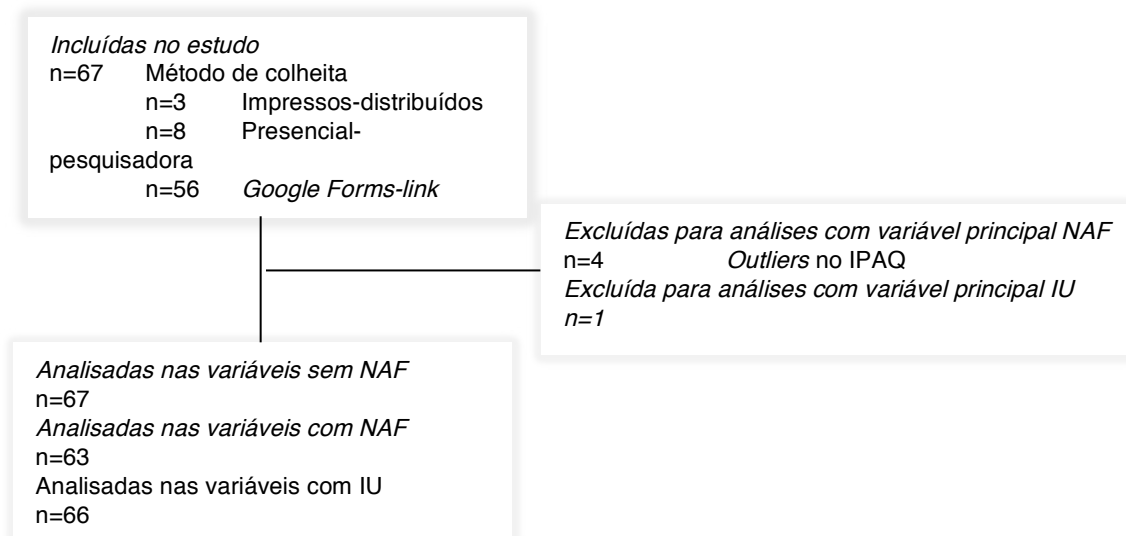 Incluídas no estudo
n=67 Método de colheita
n=3 Impressos-distribuídos
n=8 Presencial-
pesquisadora
n=56 Google Forms-link
Excluídas para análises com variável principal NAF
n=4 Outliers no IPAQ
Excluída para análises com variável principal IU
n=1
Analisadas nas variáveis sem NAF
n=67
Analisadas nas variáveis com NAF
n=63
Analisadas nas variáveis com IU
n=66